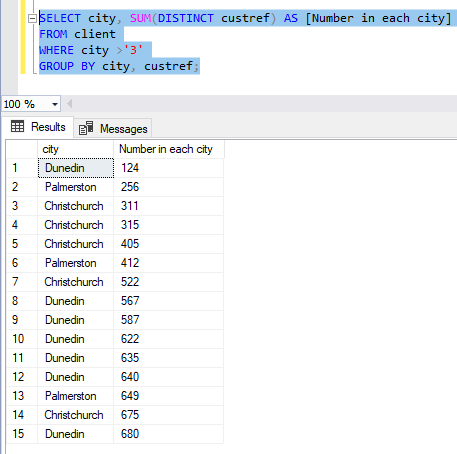 SELECT city, SUM(DISTINCT custref) AS [Number in each city]
FROM client
WHERE city >'3'
GROUP BY city, custref;
100 %
Results Messages
city Number in each city
1 Dunedin 124
2 Palmerston 256
3 Christchurch 311
4 Christchurch 315
5 Christchurch 405
6 Palmerston 412
7 Christchurch 522
8 Dunedin 567
9 Dunedin 587
10 Dunedin 622
11 Dunedin 635
12 Dunedin 640
13 Palmerston 649
14 Christchurch 675
15 Dunedin 680